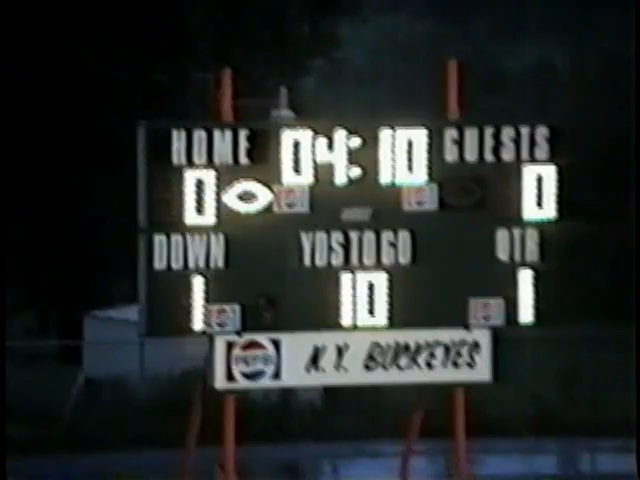 HOME 04:10 GUESTS
0 0
DOWN YDS TO GO QTR
1 10 1
PEPSI N.Y. BUCKEYES